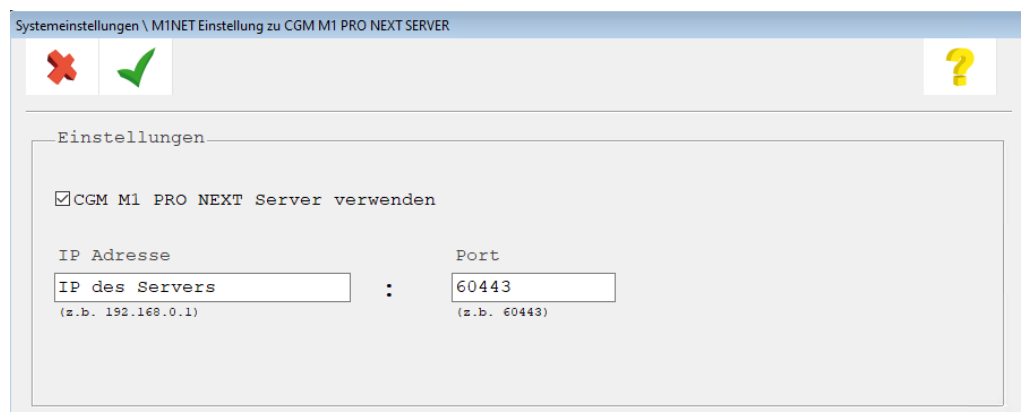 Systemeinstellungen \ M1NET Einstellung zu CGM M1 PRO NEXT SERVER
?
Einstellungen
CGM M1 PRO NEXT Server verwenden
IP Adresse Port
IP des Servers : 60443
(z.b. 192.168.0.1) (z.b. 60443)